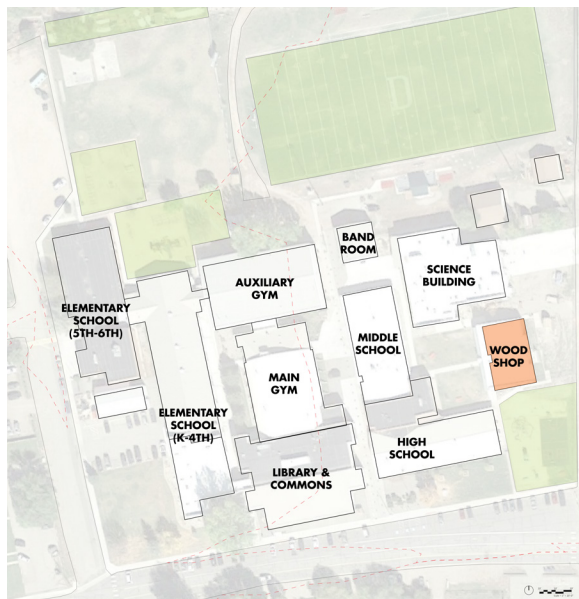 BAND
ROOM
SCIENCE
BUILDING
AUXILIARY
GYM
ELEMENTARY
SCHOOL
(5TH-6TH)
MIDDLE
SCHOOL
WOOD
SHOP
MAIN
GYM
ELEMENTARY
SCHOOL
(K-4TH)
HIGH
SCHOOL
LIBRARY &
COMMONS